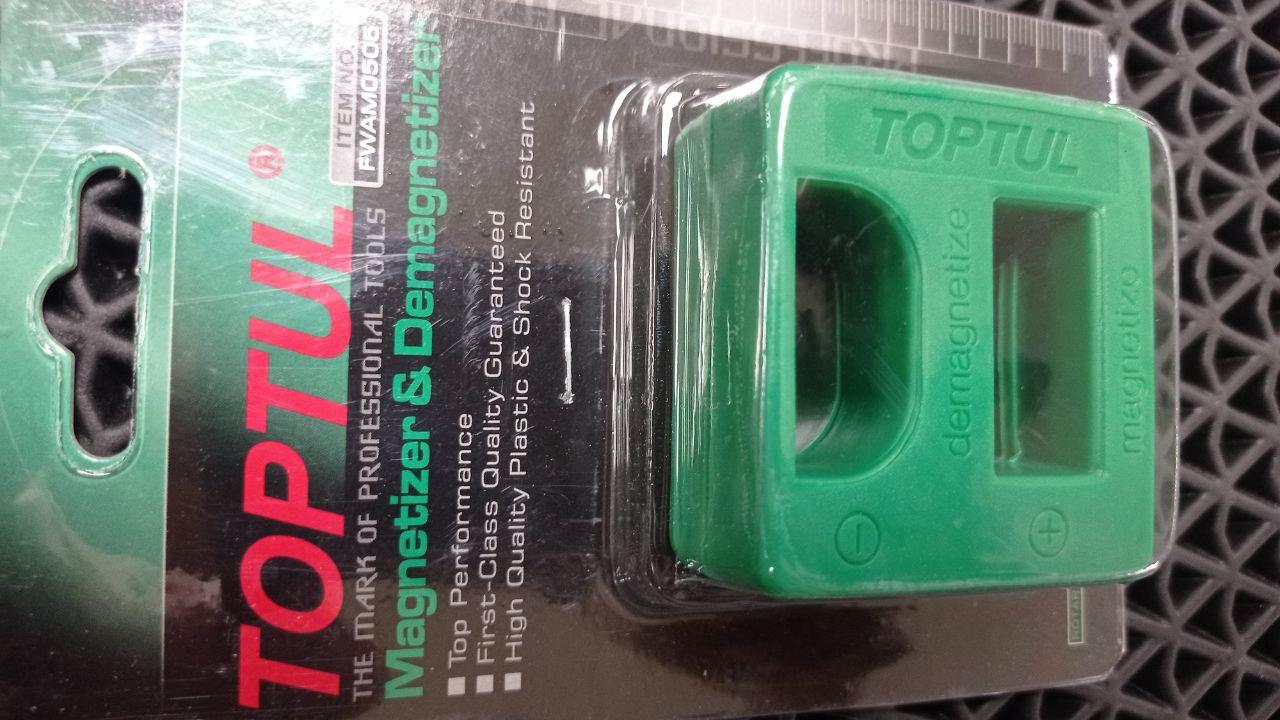 ITEM NO.
FWAM0506
TOPTUL®
THE MARK OF PROFESSIONAL TOOLS
Magnetizer & Demagnetizer
■ Top Performance
■ First-Class Quality Guaranteed
■ High Quality Plastic & Shock Resistant
TOPTUL
demagnetize
magnetize